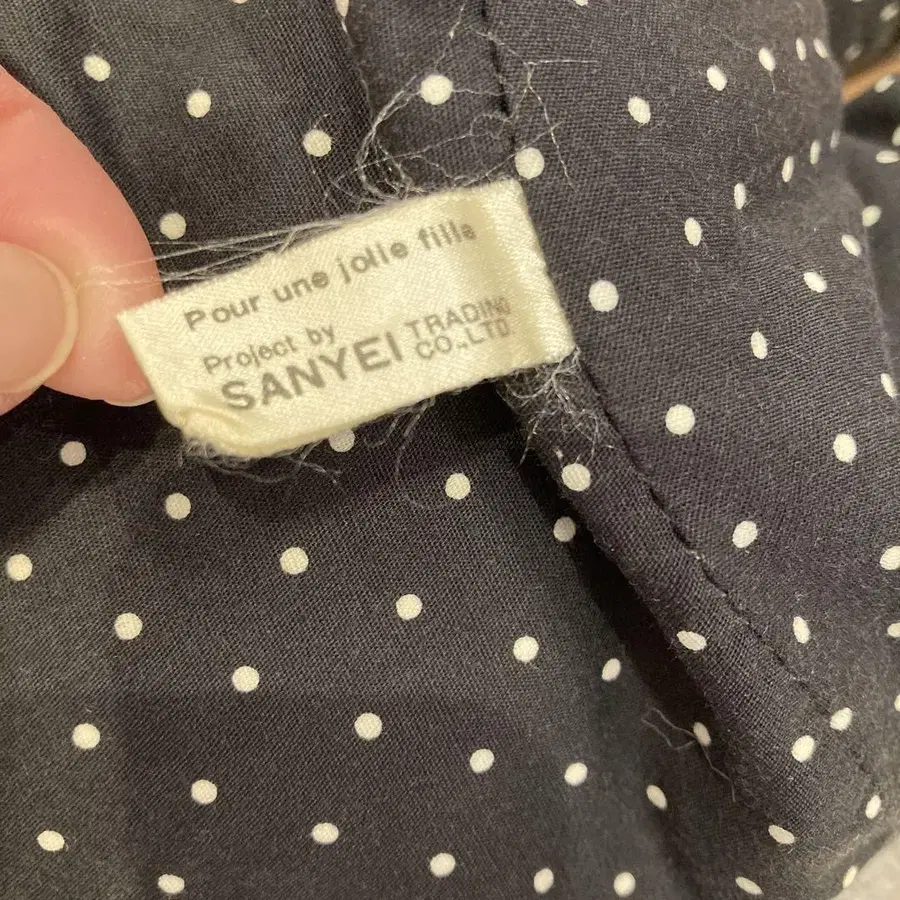 Pour une jolie fille
Project by
SANYEI TRADING CO.,LTD